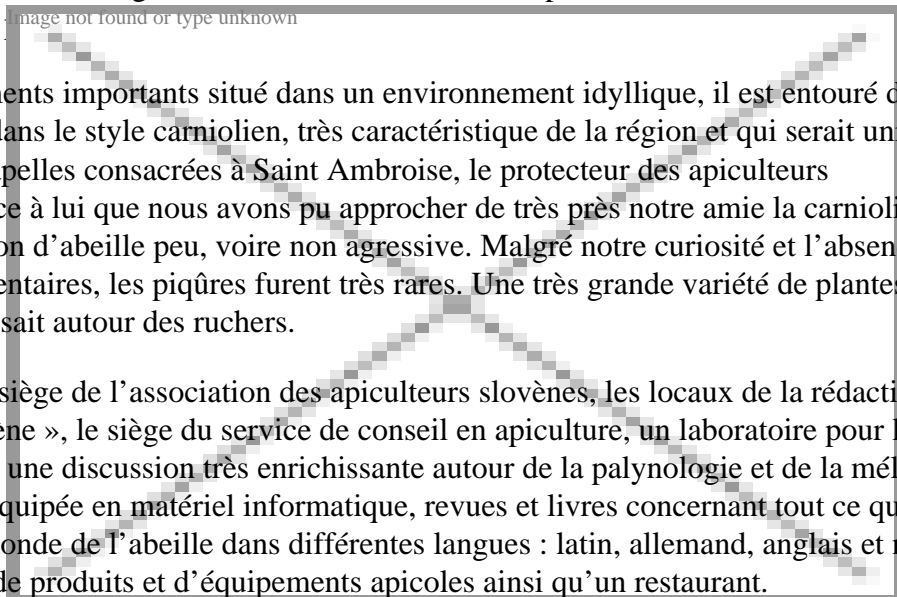 Image not found or type unknown
ents importants situé dans un environnement idyllique, il est entouré d
dans le style carniolien, très caractéristique de la région et qui serait un
pelles consacrées à Saint Ambroise, le protecteur des apiculteurs
ce à lui que nous avons pu approcher de très près notre amie la carnioli
on d’abeille peu, voire non agressive. Malgré notre curiosité et l’absen
entaires, les piqûres furent très rares. Une très grande variété de plantes
sait autour des ruchers.
siège de l’association des apiculteurs slovènes, les locaux de la rédacti
ène », le siège du service de conseil en apiculture, un laboratoire pour l
une discussion très enrichissante autour de la palynologie et de la mél
quipée en matériel informatique, revues et livres concernant tout ce qu
onde de l’abeille dans différentes langues : latin, allemand, anglais et
de produits et d’équipements apicoles ainsi qu’un restaurant.